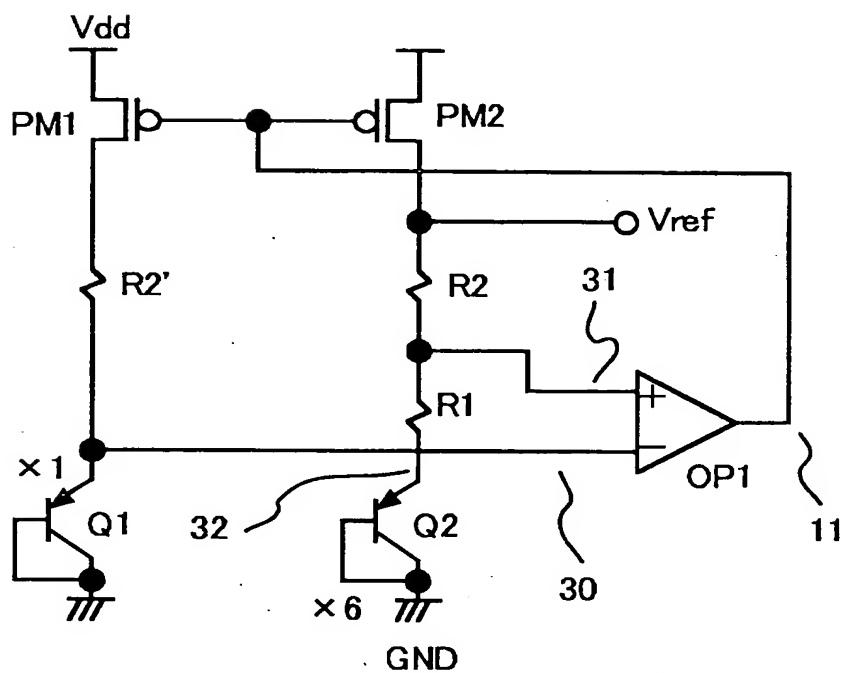 Vdd
PM1
PM2
Vref
R2'
R2
31
R1
+
−
OP1
×1
Q1
32
Q2
11
30
×6
GND